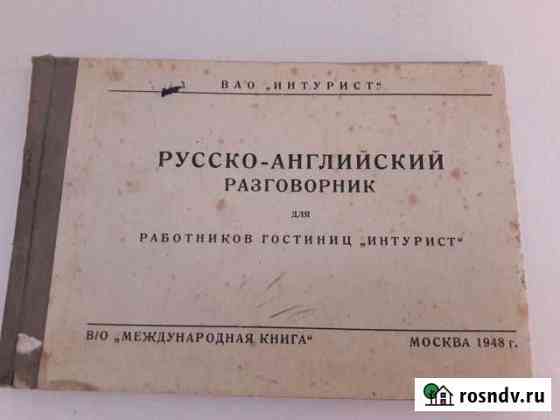 ВАО „ИНТУРИСТ“
РУССКО-АНГЛИЙСКИЙ
РАЗГОВОРНИК
для
РАБОТНИКОВ ГОСТИНИЦ „ИНТУРИСТ“
В/О „МЕЖДУНАРОДНАЯ КНИГА“ МОСКВА 1948 г.
rosndv.ru